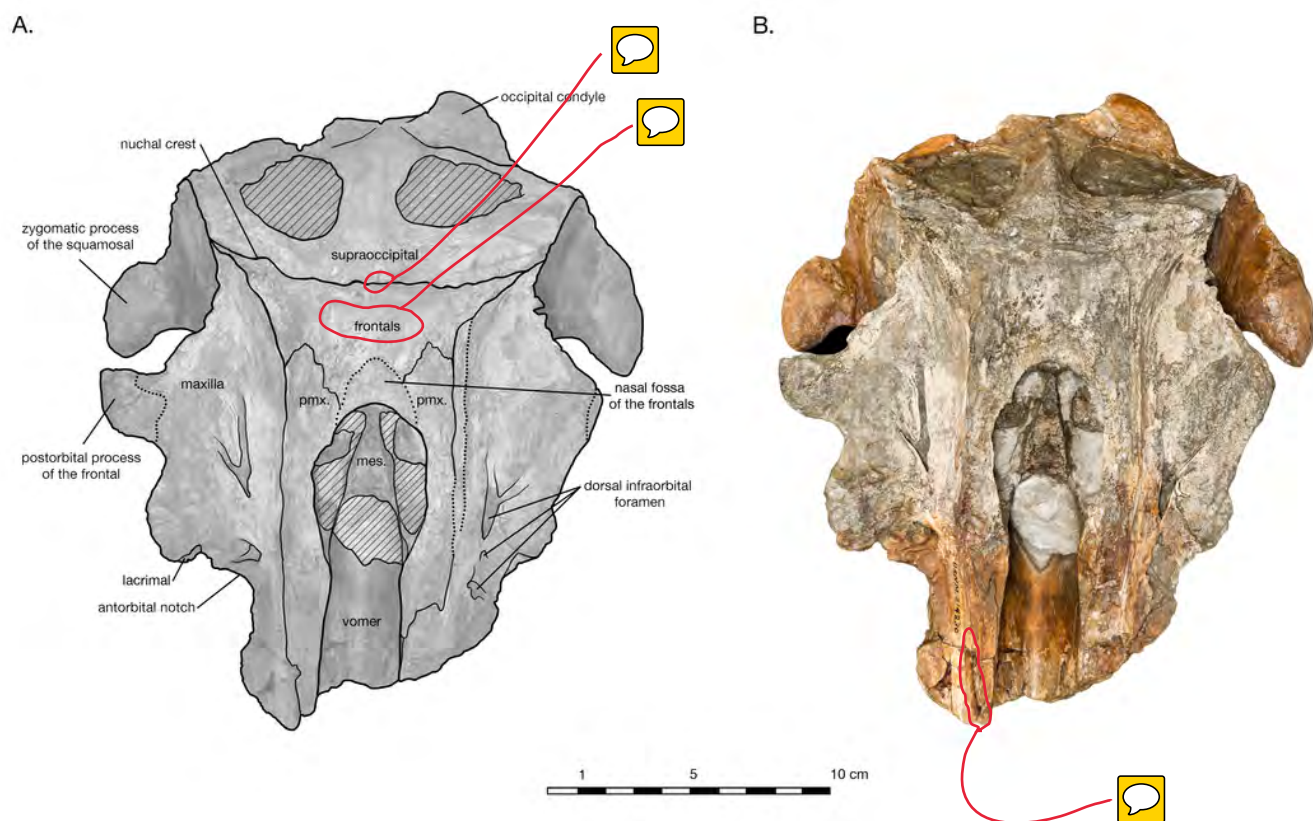 A.
B.
occipital condyle
nuchal crest
zygomatic process
of the squamosal
supraoccipital
frontals
maxilla
pmx.
pmx.
nasal fossa
of the frontals
postorbital process
of the frontal
mes.
dorsal infraorbital
foramen
lacrimal
antorbital notch
vomer
1
5
10 cm